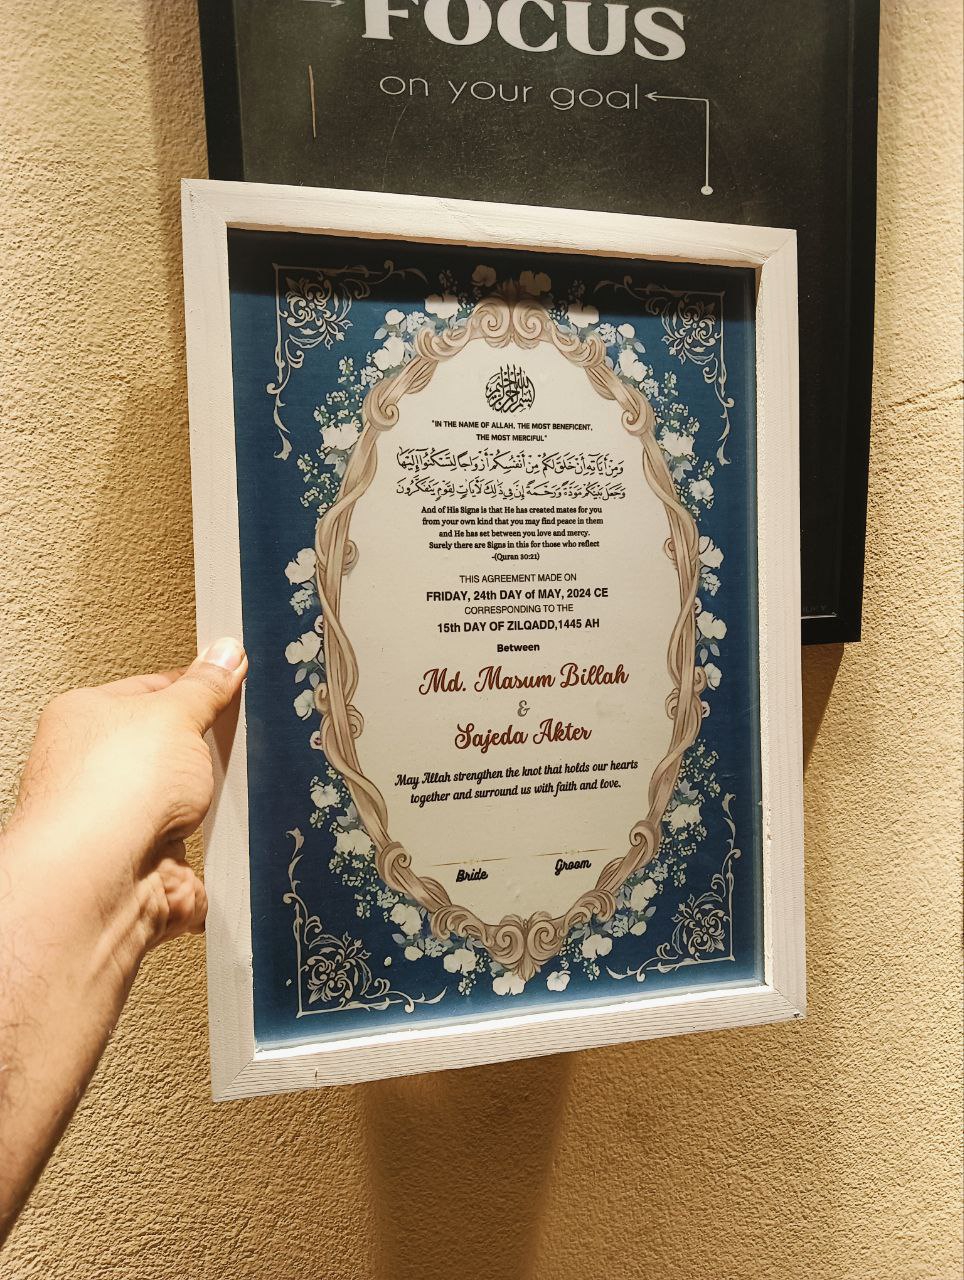 FOCUS
on your goal
بسم الله الرحمن الرحيم
"IN THE NAME OF ALLAH, THE MOST BENEFICENT,
THE MOST MERCIFUL"
وَمِنْ آيَاتِهِ أَنْ خَلَقَ لَكُم مِّنْ أَنفُسِكُمْ أَزْوَاجًا لِّتَسْكُنُوا إِلَيْهَا
وَجَعَلَ بَيْنَكُم مَّوَدَّةً وَرَحْمَةً إِنَّ فِي ذَٰلِكَ لَآيَاتٍ لِّقَوْمٍ يَتَفَكَّرُونَ
And of His Signs is that He has created mates for you
from your own kind that you may find peace in them
and He has set between you love and mercy.
Surely there are Signs in this for those who reflect
-(Quran 30:21)
THIS AGREEMENT MADE ON
FRIDAY, 24th DAY of MAY, 2024 CE
CORRESPONDING TO THE
15th DAY OF ZILQADD,1445 AH
Between
Md. Masum Billah
&
Sajeda Akter
May Allah strengthen the knot that holds our hearts
together and surround us with faith and love.
Bride Groom